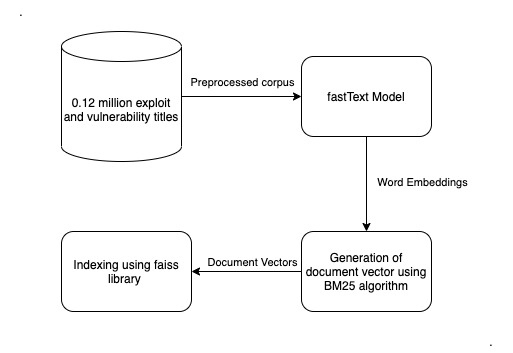 Preprocessed corpus
0.12 million exploit
and vulnerability titles
fastText Model
Word Embeddings
Generation of
document vector using
BM25 algorithm
Document Vectors
Indexing using faiss
library